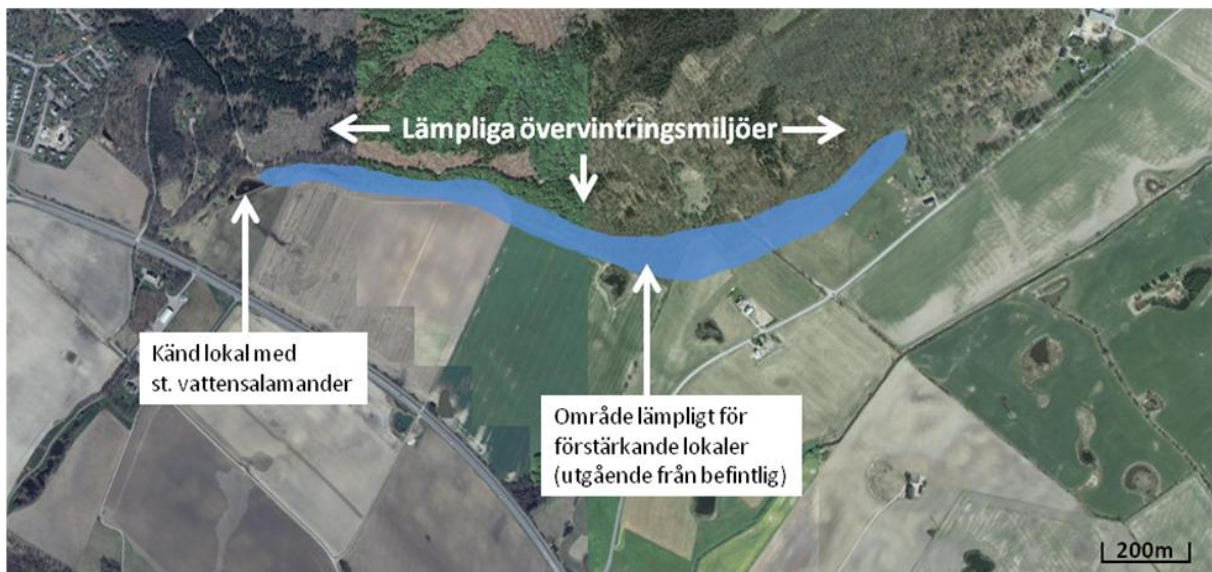 Lämpliga övervintringsmiljöer
Känd lokal med
st. vattensalamander
Område lämpligt för
förstärkande lokaler
(utgående från befintlig)
200m